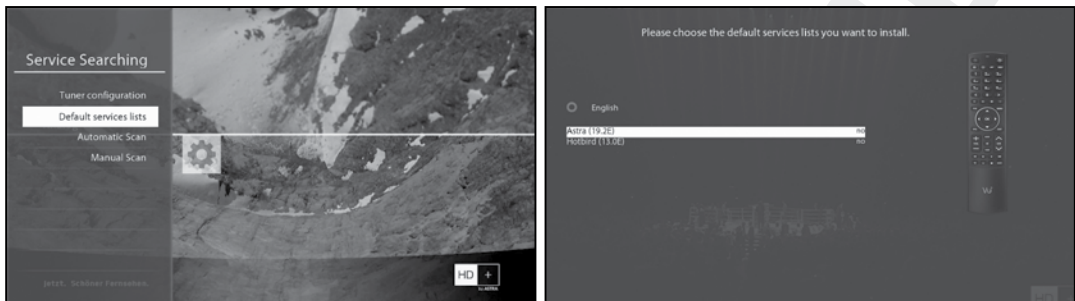 Service Searching
Tuner configuration
Default services lists
Automatic Scan
Manual Scan
Jetzt. Schöner Fernsehen.
HD +
Please choose the default services lists you want to install.
English
Astra (19.2E) no
Hotbird (13.0E) no